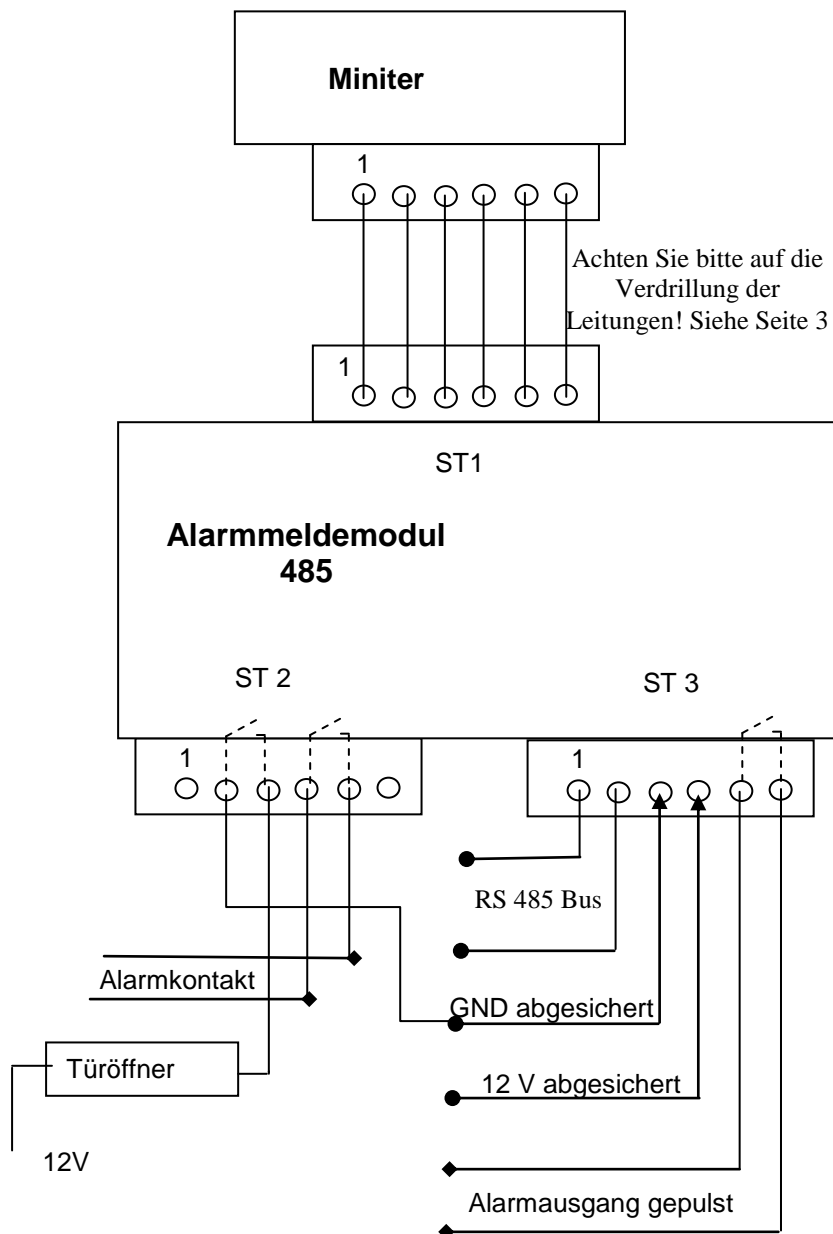 Miniter
1
Achten Sie bitte auf die
Verdrillung der
Leitungen! Siehe Seite 3
1
ST1
Alarmmeldemodul
485
ST 2
ST 3
1
1
RS 485 Bus
Alarmkontakt
GND abgesichert
Türöffner
12 V abgesichert
12V
Alarmausgang gepulst